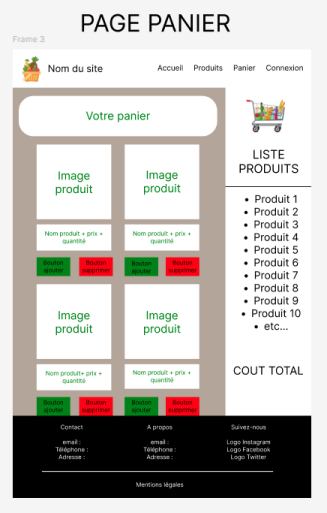 PAGE PANIER
Frame 3
Nom du site
Accueil Produits Panier Connexion
Votre panier
Image
produit
Image
produit
Nom produit + prix +
quantité
Nom produit + prix +
quantité
Bouton
ajouter
Bouton
supprimer
Bouton
ajouter
Bouton
supprimer
Image
produit
Image
produit
Nom produit+ prix +
quantité
Nom produit + prix +
quantité
Bouton
ajouter
Bouton
supprimer
Bouton
ajouter
Bouton
supprimer
LISTE
PRODUITS
• Produit 1
• Produit 2
• Produit 3
• Produit 4
• Produit 5
• Produit 6
• Produit 7
• Produit 8
• Produit 9
• Produit 10
• etc...
COUT TOTAL
Contact
email :
Téléphone :
Adresse :
A propos
email :
Téléphone :
Adresse :
Suivez-nous
Logo Instagram
Logo Facebook
Logo Twitter
Mentions légales